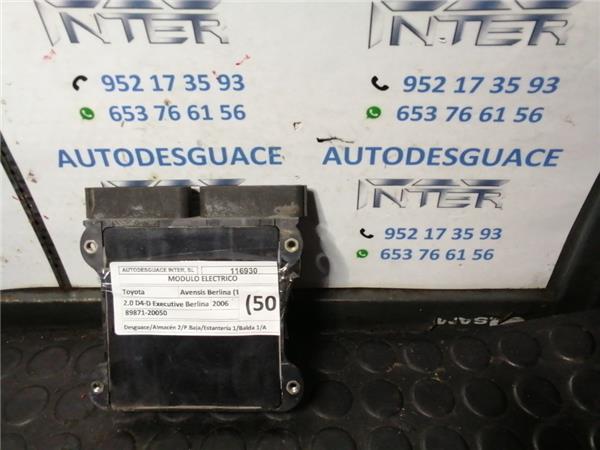 INTER
INTER
952 17 35 93
653 76 61 56
952 17 35 93
653 76 61 56
AUTODESGUACE
AUTODESGUACE
INTER
952 17 35 93
653 76 61 56
AUTODESGUACE INTER, SL 116930
MODULO ELECTRICO
Toyota Avensis Berlina (1
2.0 D4-D Executive Berlina 2006 (50
89871-20050
Desguace/Almacén 2/P.Baja/Estantería 1/Balda 1/A